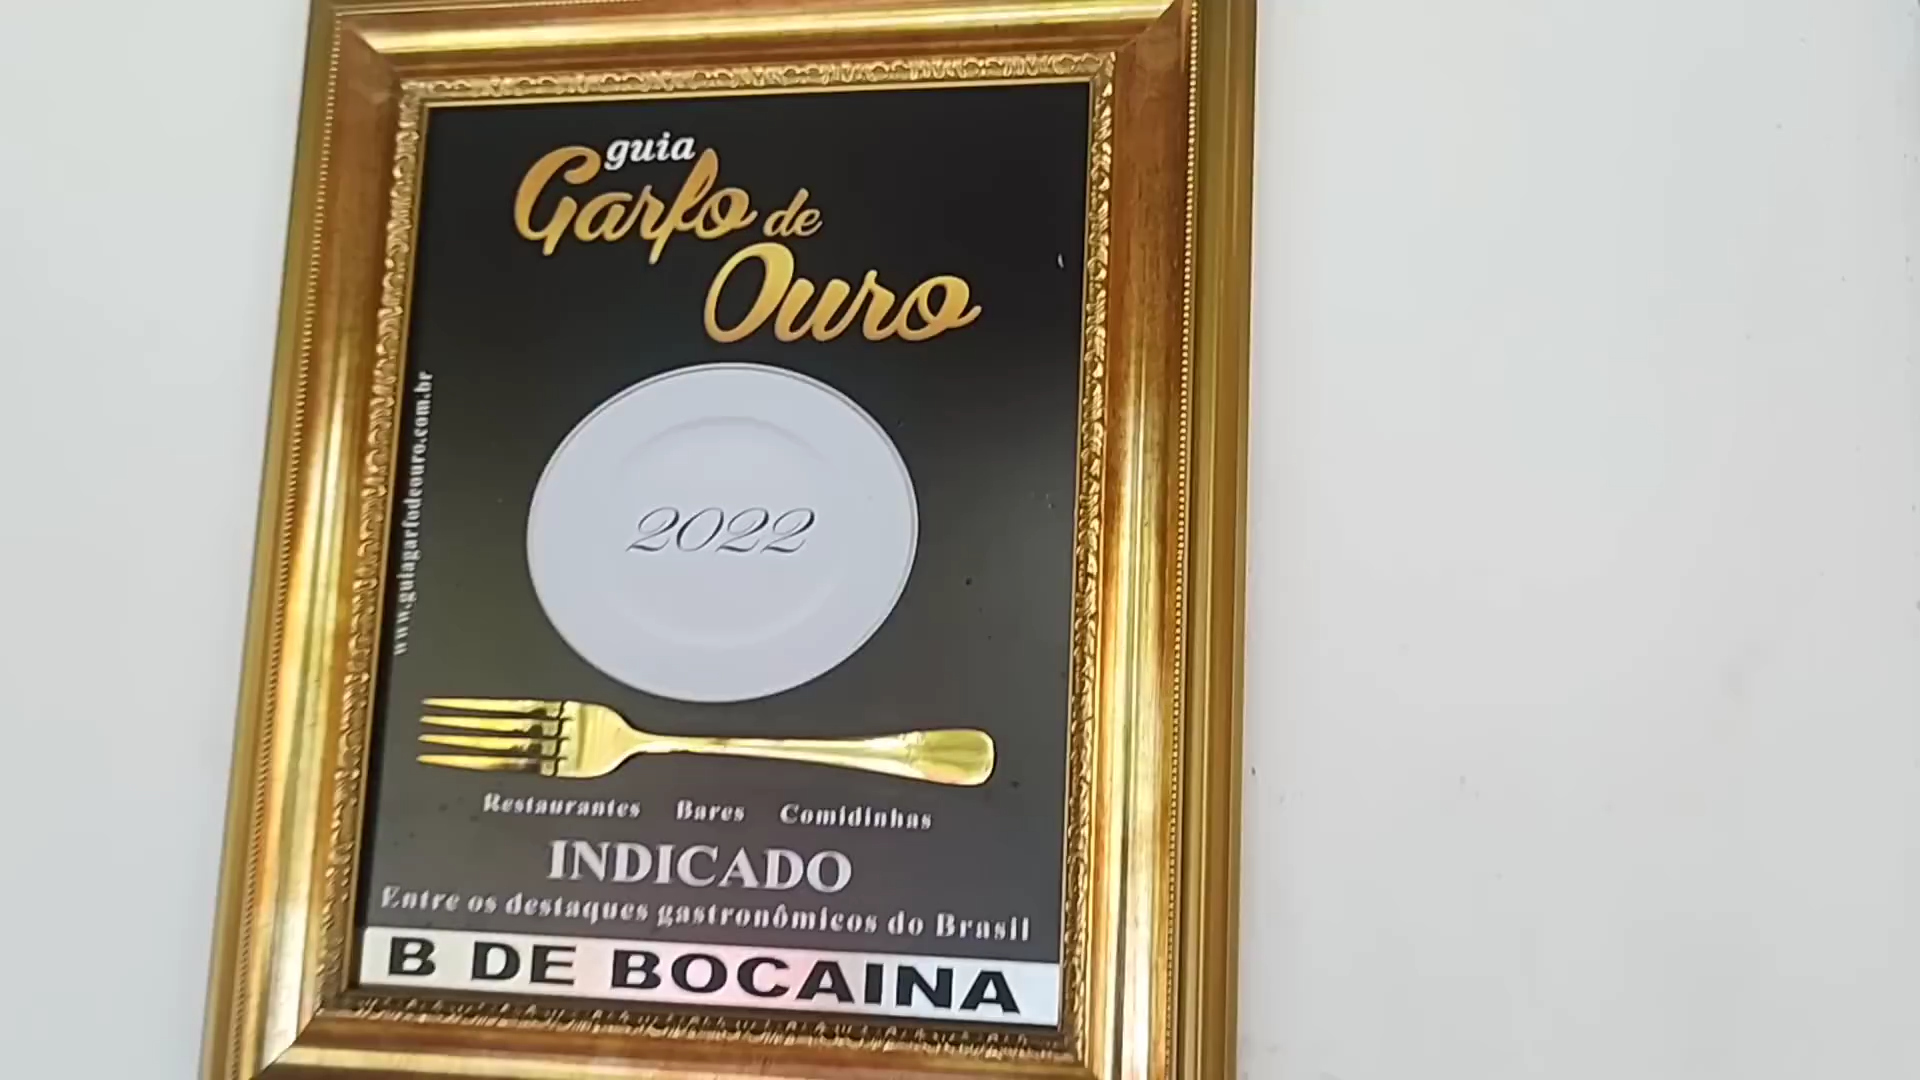 guia
Garfo de
Ouro
www.guiagarfodeouro.com.br
2022
Restaurantes Bares Comidinhas
INDICADO
Entre os destaques gastronômicos do Brasil
B DE BOCAINA